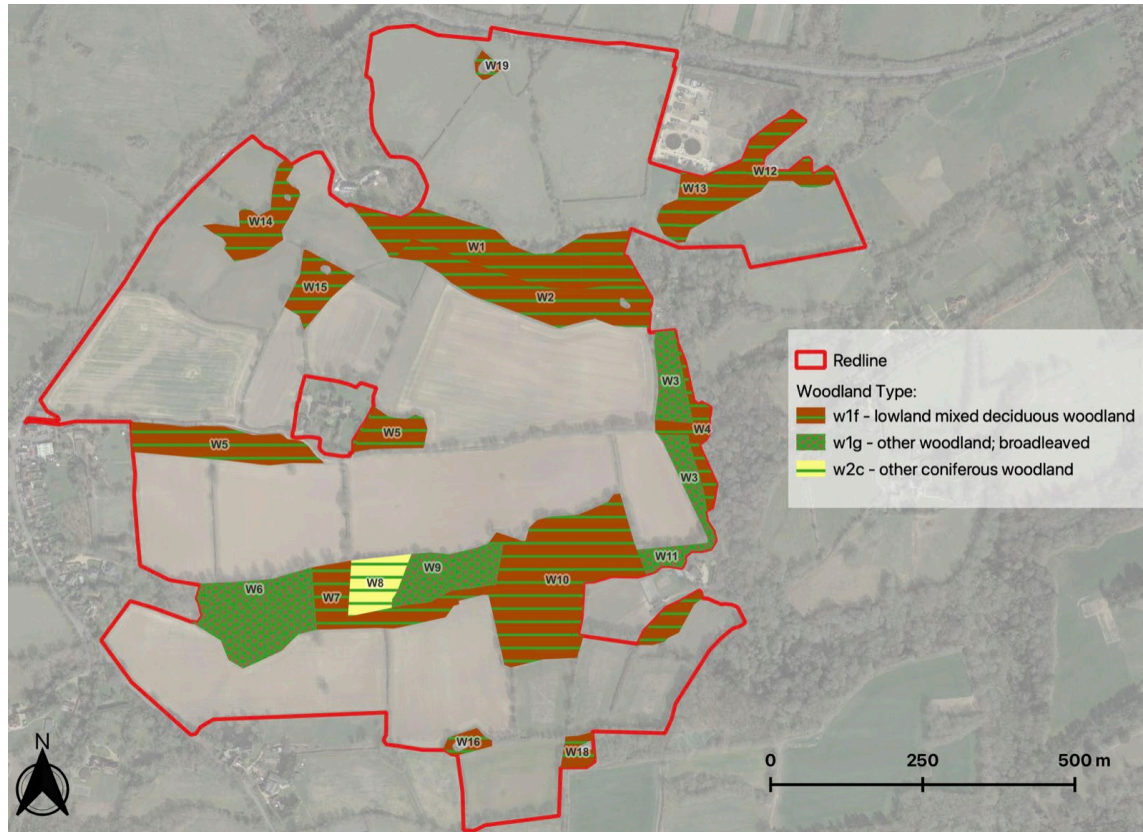 W19
W12
W13
W14
W1
W15
W2
Redline
Woodland Type:
w1f - lowland mixed deciduous woodland
w1g - other woodland; broadleaved
w2c - other coniferous woodland
W3
W4
W5
W5
W3
W11
W9
W10
W8
W6
W7
W16
W18
N
0 250 500 m